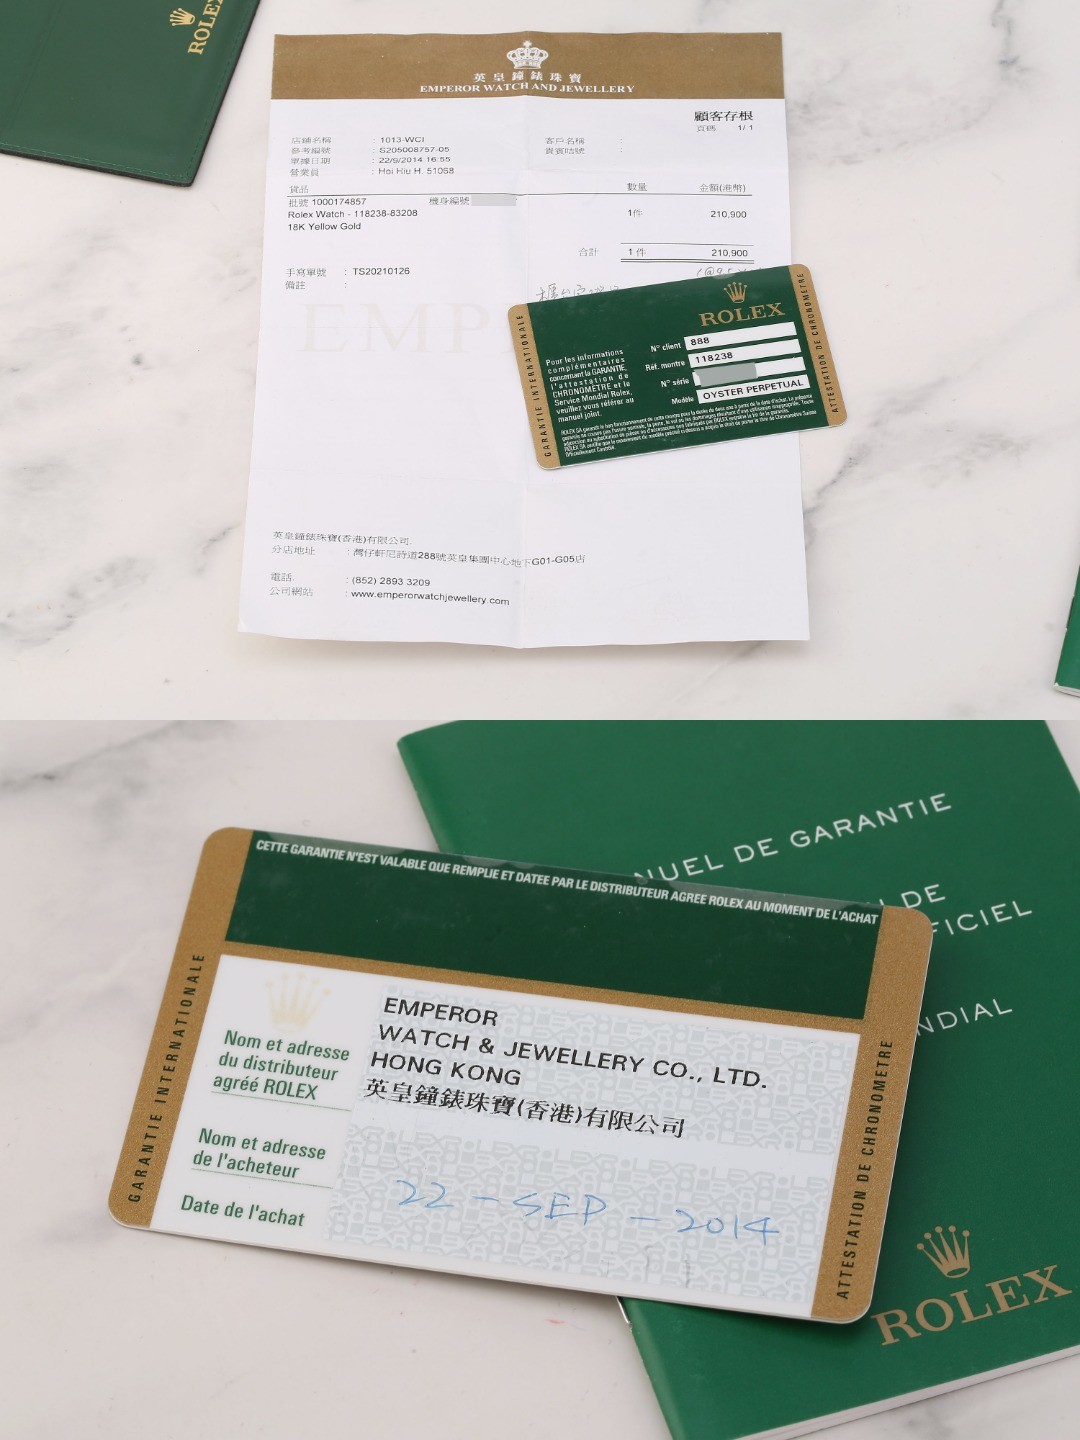 ROLEX
英皇鐘錶珠寶
EMPEROR WATCH AND JEWELLERY
顧客存根
頁碼 1/1
店舖名稱 : 1013-WCI
參考編號 : S205008757-05
單據日期 : 22/9/2014 16:55
營業員 : Hoi Kiu H. 51068
客戶名稱 :
貴賓咭號 :
貨品 數量 金額(港幣)
批號 1000174857 機身編號
Rolex Watch - 118238-83208 1件 210,900
18K Yellow Gold
合計 1 件 210,900
手寫單號 : TS20210126
備註 :
EMP
GARANTIE INTERNATIONALE
Pour les informations
complémentaires
concernant la GARANTIE,
l'attestation de
CHRONOMETRE et le
Service Mondial Rolex,
veuillez vous référer au
manuel joint.
ROLEX
N° client 888
Réf. montre 118238
N° série
Modèle OYSTER PERPETUAL
ATTESTATION DE CHRONOMETRE
英皇鐘錶珠寶(香港)有限公司
分店地址 : 灣仔軒尼詩道288號英皇集團中心地下G01-G05店
電話 : (852) 2893 3209
公司網站 : www.emperorwatchjewellery.com
NUEL DE GARANTIE
DE
FICIEL
NDIAL
ROLEX
CETTE GARANTIE N'EST VALABLE QUE REMPLIE ET DATEE PAR LE DISTRIBUTEUR AGREE ROLEX AU MOMENT DE L'ACHAT
GARANTIE INTERNATIONALE
Nom et adresse
du distributeur
agréé ROLEX
EMPEROR
WATCH & JEWELLERY CO., LTD.
HONG KONG
英皇鐘錶珠寶(香港)有限公司
Nom et adresse
de l'acheteur
Date de l'achat
22 - SEP - 2014
ATTESTATION DE CHRONOMETRE